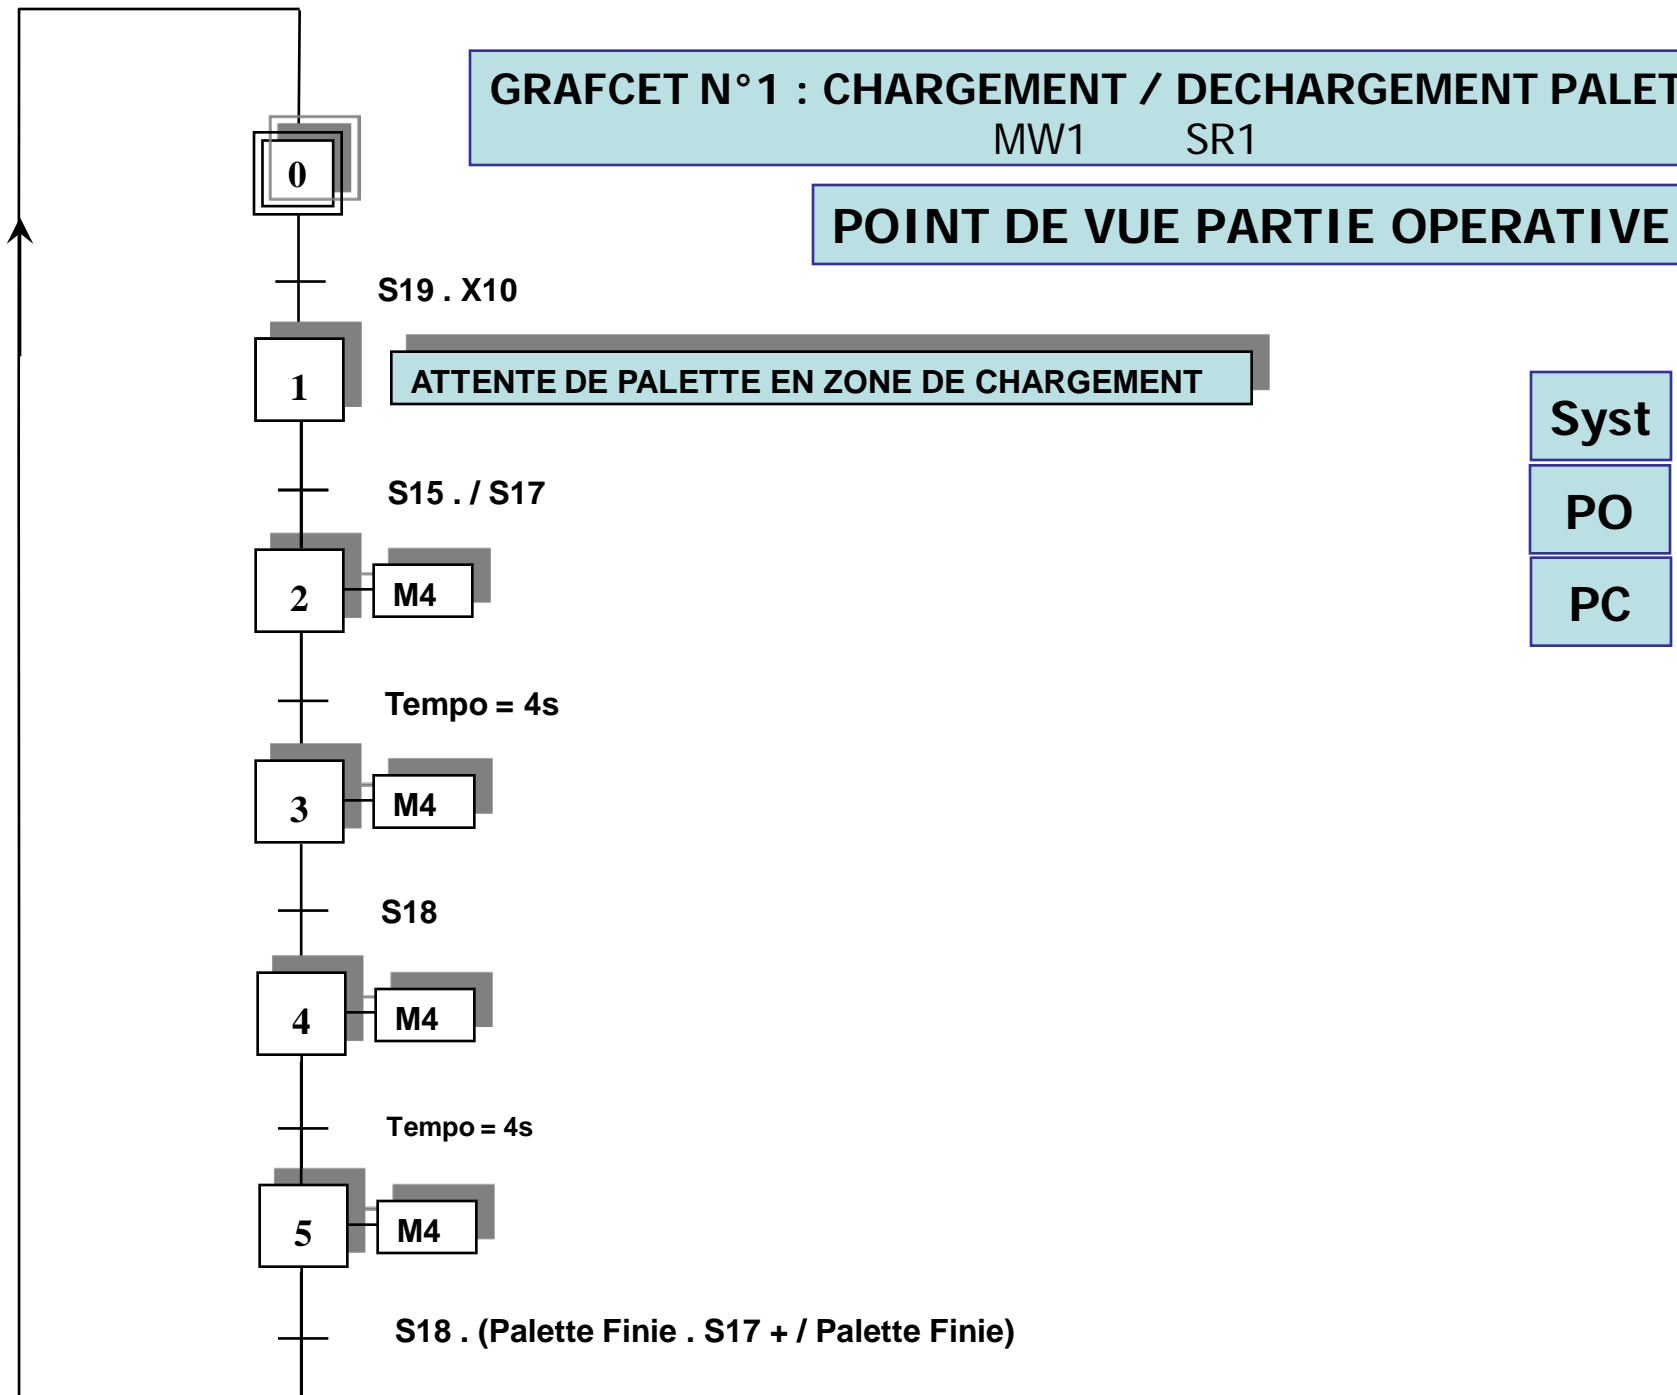 GRAFCET N°1 : CHARGEMENT / DECHARGEMENT PALET
MW1 SR1
POINT DE VUE PARTIE OPERATIVE
0
S19 . X10
1
ATTENTE DE PALETTE EN ZONE DE CHARGEMENT
Syst
PO
PC
S15 . / S17
2
M4
Tempo = 4s
3
M4
S18
4
M4
Tempo = 4s
5
M4
S18 . (Palette Finie . S17 + / Palette Finie)